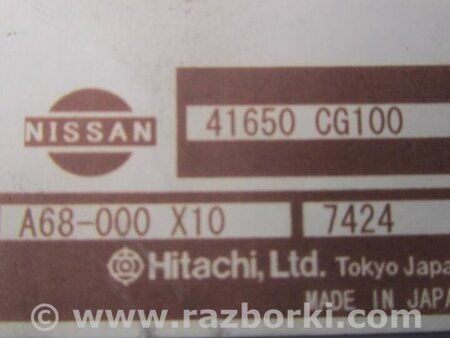 NISSAN
41650 CG100
A68-000 X10
7424
Hitachi, Ltd. Tokyo Japa
MADE IN JAPA
© www.razborki.com